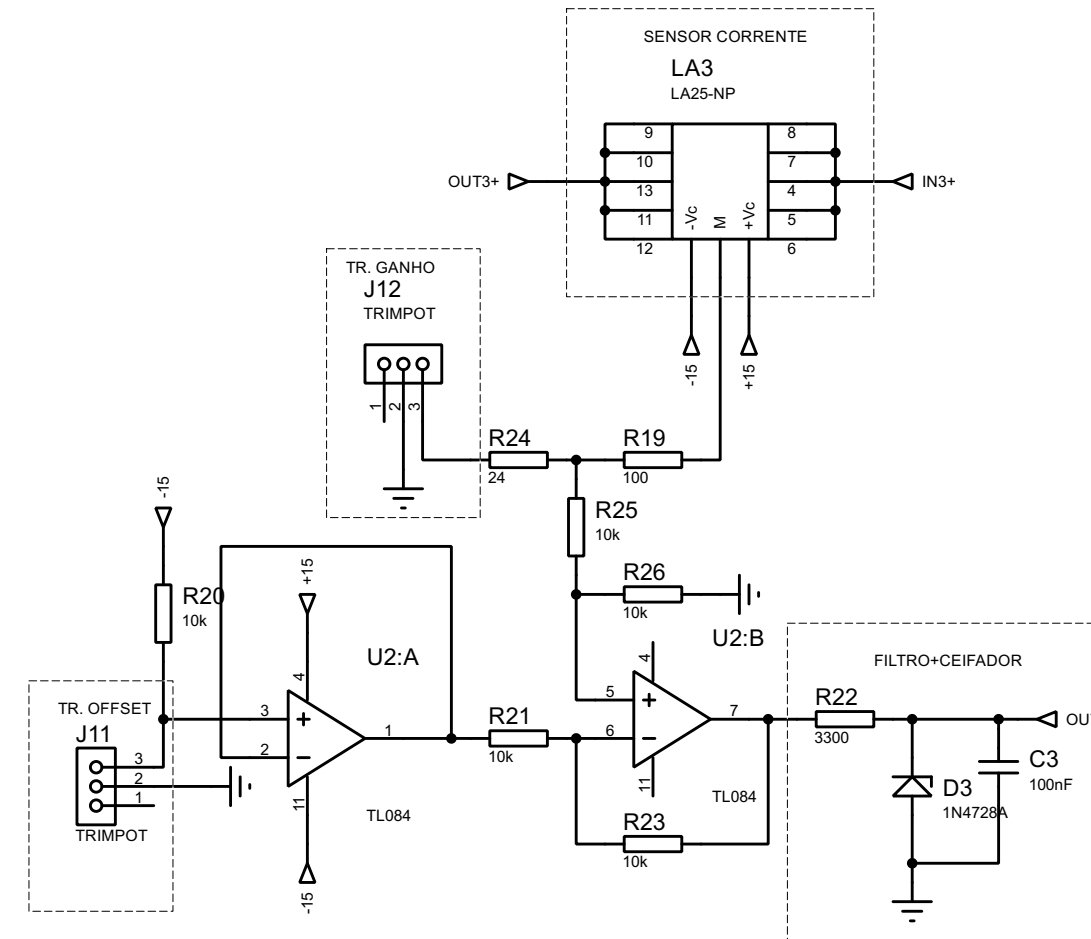 SENSOR CORRENTE
LA3
LA25-NP
9
8
10
7
OUT3+
13
4
IN3+
11
5
12
6
-Vc
M
+Vc
-15
+15
TR. GANHO
J12
TRIMPOT
1
2
3
R24
24
R19
100
R25
10k
R26
10k
-15
R20
10k
+15
U2:A
4
3
2
1
11
TL084
-15
TR. OFFSET
J11
3
2
1
TRIMPOT
R21
10k
U2:B
4
5
6
7
11
TL084
R23
10k
FILTRO+CEIFADOR
R22
3300
OU
D3
1N4728A
C3
100nF